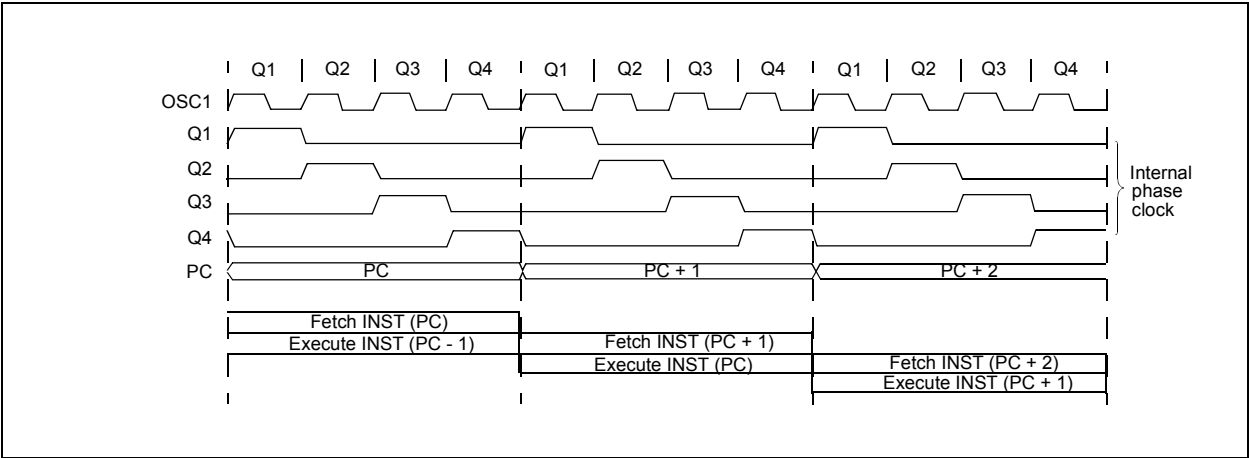 Q1 Q2 Q3 Q4 Q1 Q2 Q3 Q4 Q1 Q2 Q3 Q4
OSC1
Q1
Q2
Q3
Q4
PC
PC PC + 1 PC + 2
Internal
phase
clock
Fetch INST (PC)
Execute INST (PC - 1) Fetch INST (PC + 1)
Execute INST (PC) Fetch INST (PC + 2)
Execute INST (PC + 1)